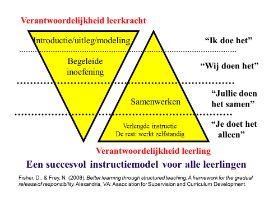 Verantwoordelijkheid leerkracht
Introductie/uitleg/modeling
"Ik doe het"
Begeleide
inoefening
"Wij doen het"
Samenwerken
"Jullie doen
het samen"
Verlengde instructie
De rest: werkt zelfstandig
"Je doet het
alleen"
Verantwoordelijkheid leerling
Een succesvol instructiemodel voor alle leerlingen
Fisher, D., & Frey, N. (2008). Better learning through structured teaching: A framework for the gradual
release of responsibility. Alexandria, VA: Association for Supervision and Curriculum Development.